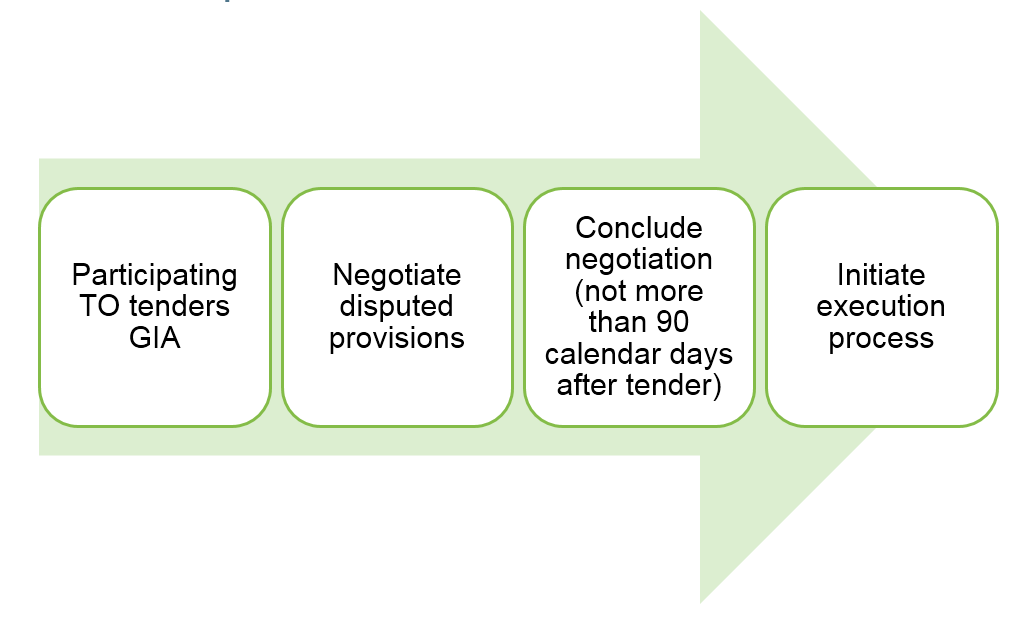 Participating
TO tenders
GIA
Negotiate
disputed
provisions
Conclude
negotiation
(not more
than 90
calendar days
after tender)
Initiate
execution
process